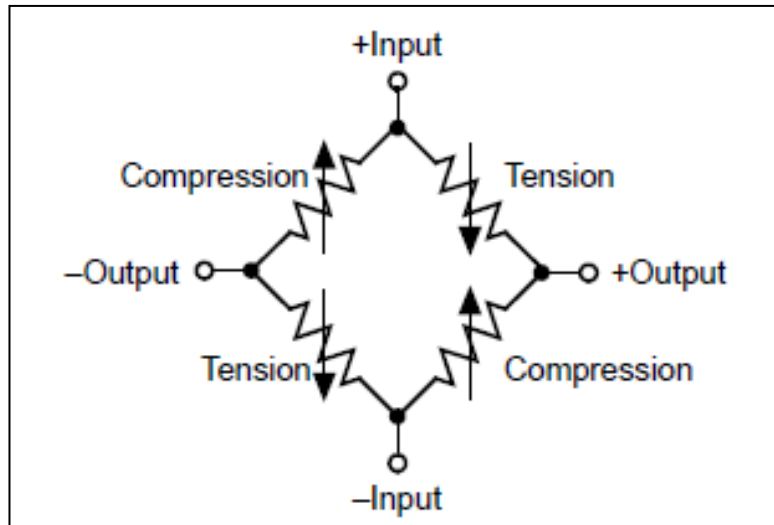 +Input
Compression
Tension
–Output
+Output
Tension
Compression
–Input